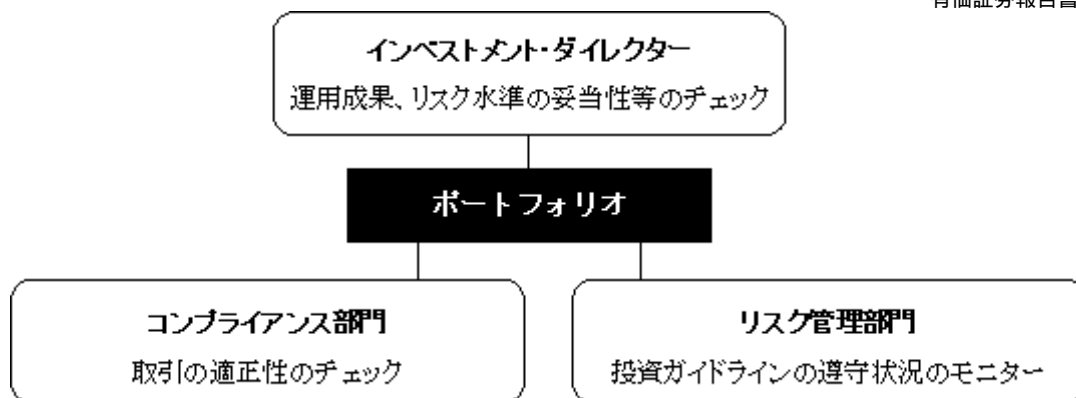 有価証券報告書
インベストメント・ダイレクター
運用成果、リスク水準の妥当性等のチェック
ポートフォリオ
コンプライアンス部門
リスク管理部門
取引の適正性のチェック
投資ガイドラインの遵守状況のモニター